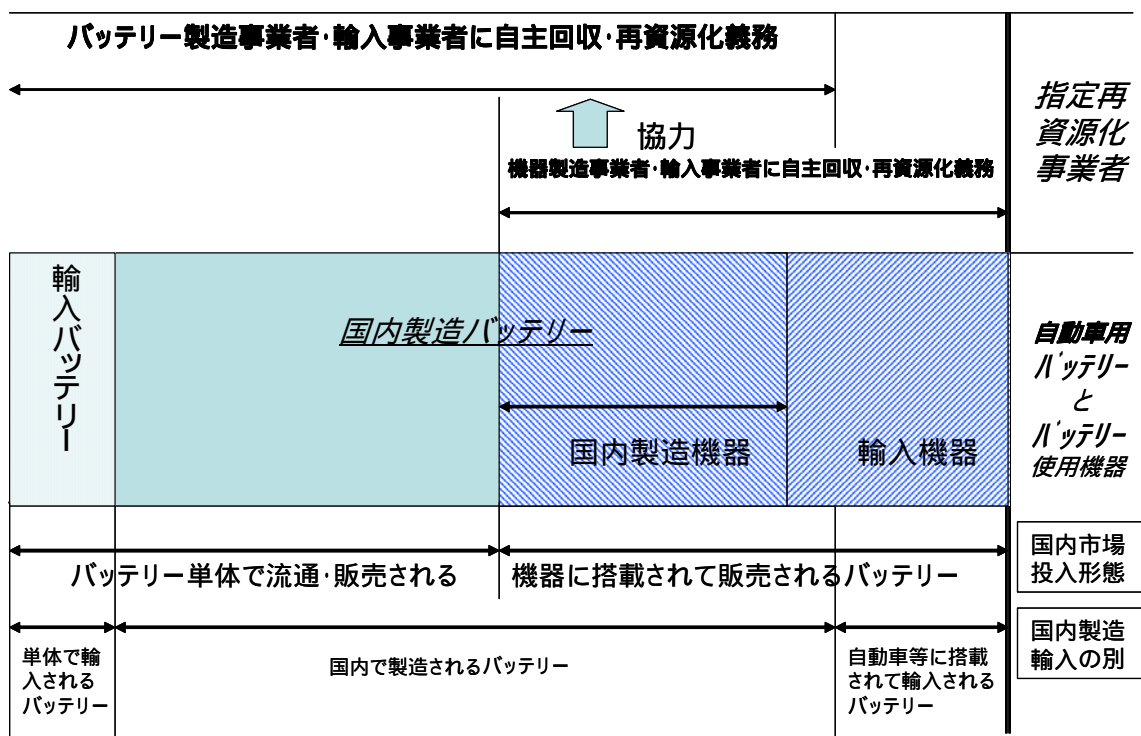 バッテリー製造事業者・輸入事業者に自主回収・再資源化義務
協力
機器製造事業者・輸入事業者に自主回収・再資源化義務
指定再
資源化
事業者
輸入バッテリー
国内製造バッテリー
国内製造機器
輸入機器
自動車用
バッテリー
と
バッテリー
使用機器
バッテリー単体で流通・販売される
機器に搭載されて販売されるバッテリー
国内市場
投入形態
単体で輸
入される
バッテリー
国内で製造されるバッテリー
自動車等に搭載
されて輸入される
バッテリー
国内製造
輸入の別